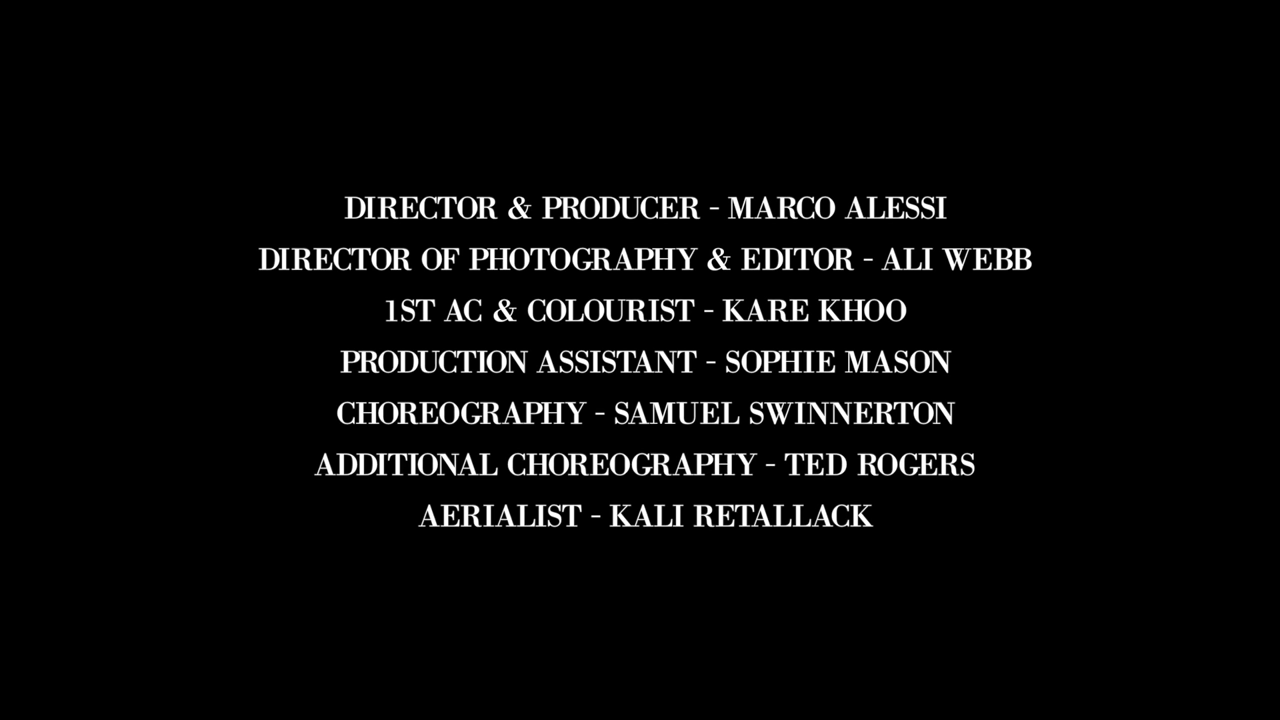 DIRECTOR & PRODUCER - MARCO ALESSI
DIRECTOR OF PHOTOGRAPHY & EDITOR - ALI WEBB
1ST AC & COLOURIST - KARE KHOO
PRODUCTION ASSISTANT - SOPHIE MASON
CHOREOGRAPHY - SAMUEL SWINNERTON
ADDITIONAL CHOREOGRAPHY - TED ROGERS
AERIALIST - KALI RETALLACK